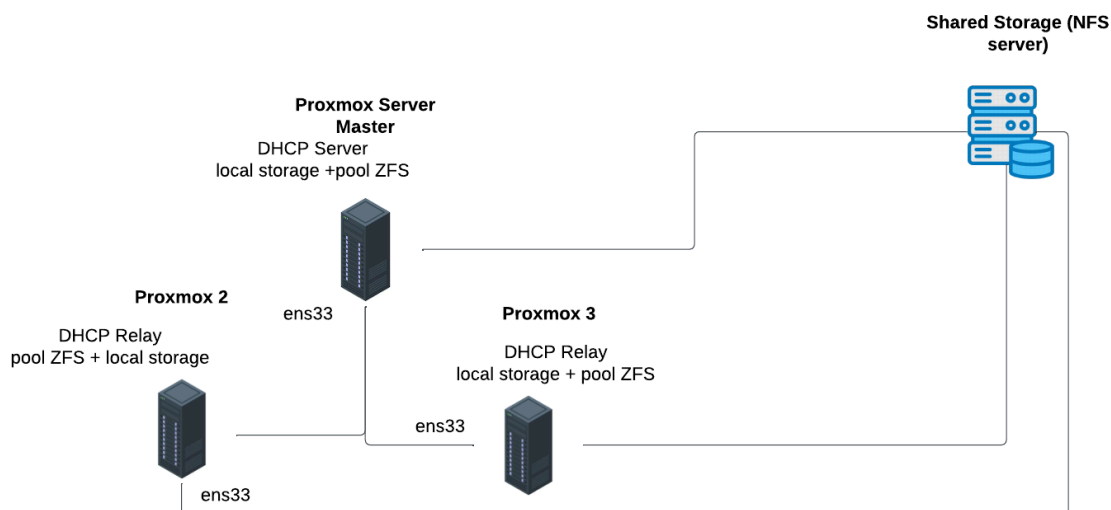 Shared Storage (NFS
server)
Proxmox Server
Master
DHCP Server
local storage +pool ZFS
ens33
Proxmox 2
DHCP Relay
pool ZFS + local storage
ens33
Proxmox 3
DHCP Relay
local storage + pool ZFS
ens33